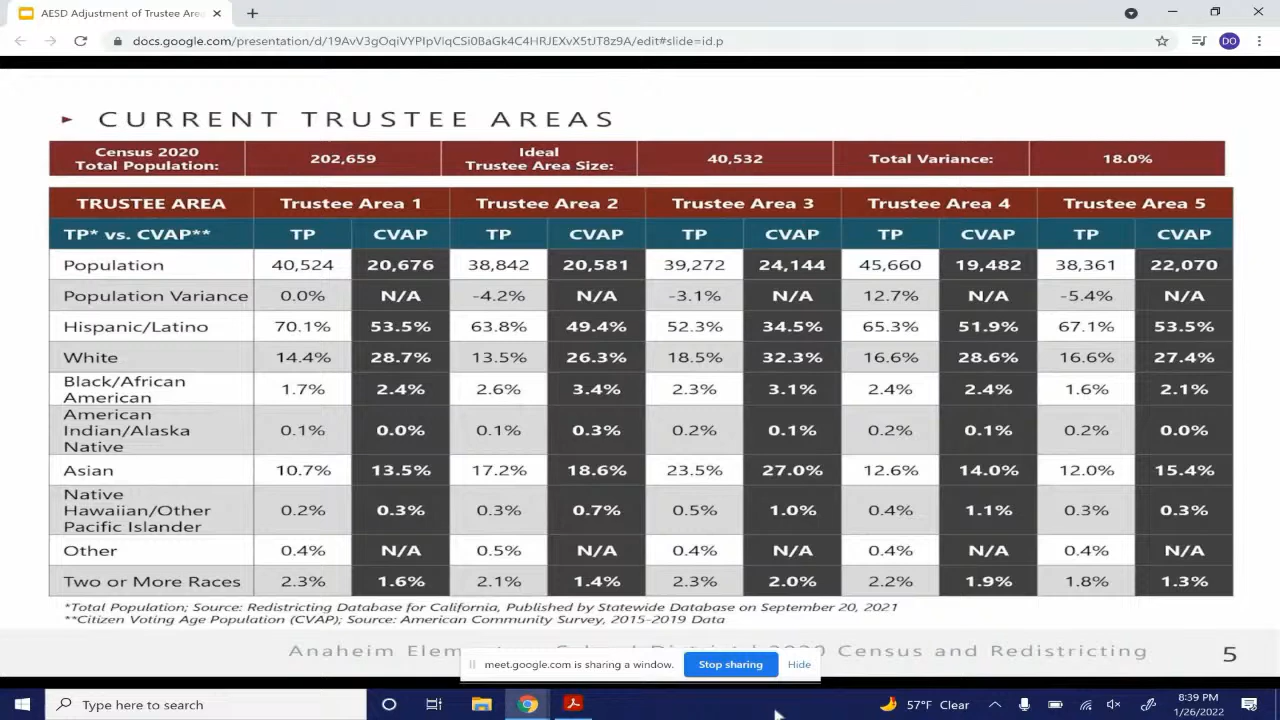 AESD Adjustment of Trustee Are
docs.google.com/presentation/d/19AvV3gOqiVYPIpVlqCSi0BaGk4C4HRJEXvX5tJT8z9A/edit#slide=id.p
DO
CURRENT TRUSTEE AREAS
Census 2020 Total Population: 202,659 Ideal Trustee Area Size: 40,532 Total Variance: 18.0%
TRUSTEE AREA Trustee Area 1 Trustee Area 2 Trustee Area 3 Trustee Area 4 Trustee Area 5
TP* vs. CVAP** TP CVAP TP CVAP TP CVAP TP CVAP TP CVAP
Population 40,524 20,676 38,842 20,581 39,272 24,144 45,660 19,482 38,361 22,070
Population Variance 0.0% N/A -4.2% N/A -3.1% N/A 12.7% N/A -5.4% N/A
Hispanic/Latino 70.1% 53.5% 63.8% 49.4% 52.3% 34.5% 65.3% 51.9% 67.1% 53.5%
White 14.4% 28.7% 13.5% 26.3% 18.5% 32.3% 16.6% 28.6% 16.6% 27.4%
Black/African American 1.7% 2.4% 2.6% 3.4% 2.3% 3.1% 2.4% 2.4% 1.6% 2.1%
American Indian/Alaska Native 0.1% 0.0% 0.1% 0.3% 0.2% 0.1% 0.2% 0.1% 0.2% 0.0%
Asian 10.7% 13.5% 17.2% 18.6% 23.5% 27.0% 12.6% 14.0% 12.0% 15.4%
Native Hawaiian/Other Pacific Islander 0.2% 0.3% 0.3% 0.7% 0.5% 1.0% 0.4% 1.1% 0.3% 0.3%
Other 0.4% N/A 0.5% N/A 0.4% N/A 0.4% N/A 0.4% N/A
Two or More Races 2.3% 1.6% 2.1% 1.4% 2.3% 2.0% 2.2% 1.9% 1.8% 1.3%
*Total Population; Source: Redistricting Database for California, Published by Statewide Database on September 20, 2021
**Citizen Voting Age Population (CVAP); Source: American Community Survey, 2015-2019 Data
Anaheim Elem 2020 Census and Redistricting 5
meet.google.com is sharing a window. Stop sharing Hide
Type here to search
57°F Clear
8:39 PM
1/26/2022